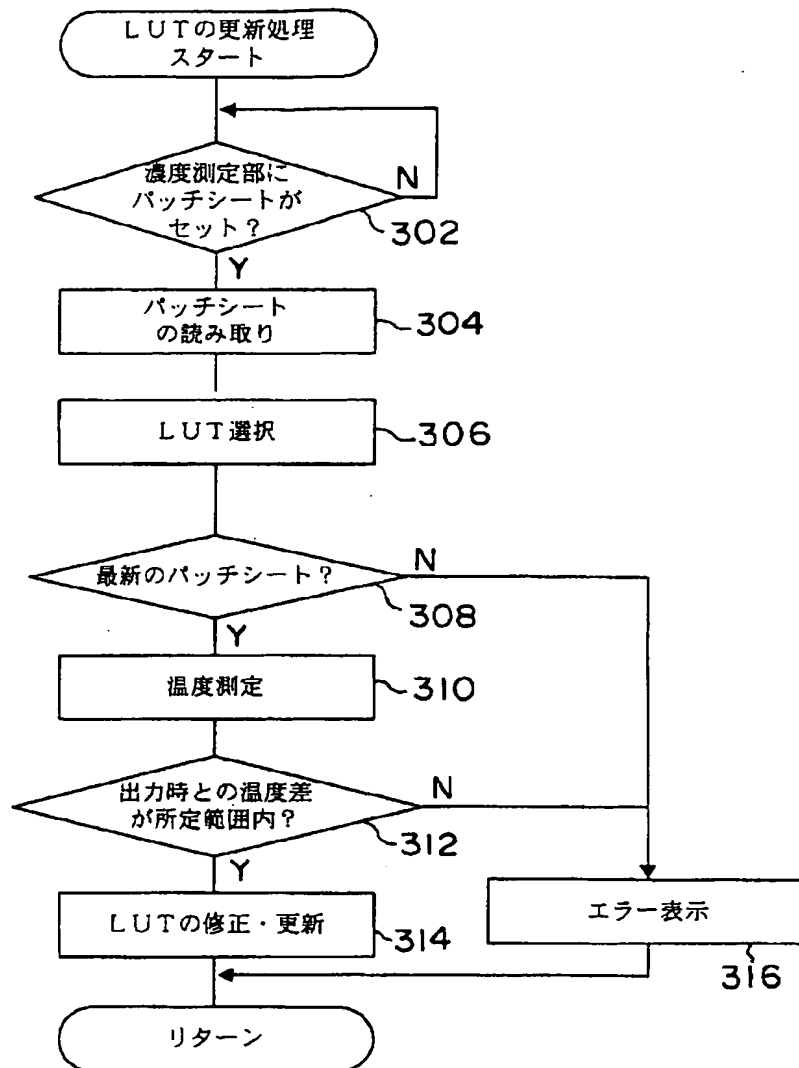 LUTの更新処理
スタート
濃度測定部に
パッチシートが
セット？
N
302
Y
パッチシート
の読み取り
304
LUT選択
306
最新のパッチシート？
N
308
Y
温度測定
310
出力時との温度差
が所定範囲内？
N
312
Y
LUTの修正・更新
314
エラー表示
316
リターン